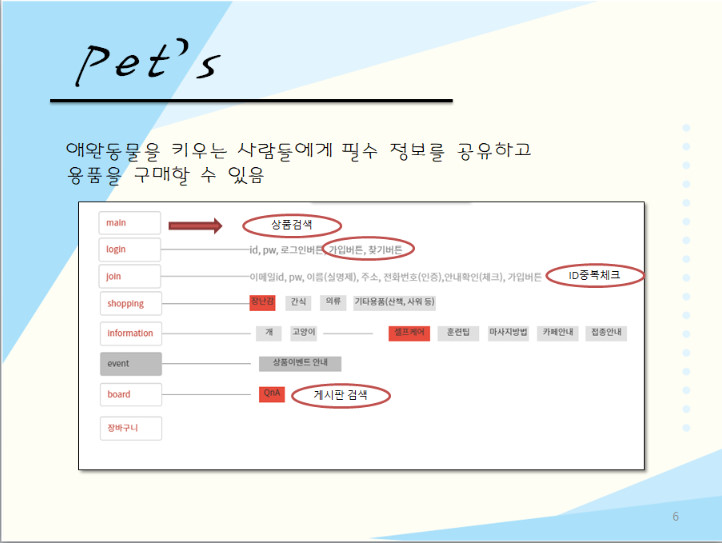 Pet's
애완동물을 키우는 사람들에게 필수 정보를 공유하고
용품을 구매할 수 있음
main 상품검색
login id, pw, 로그인버튼, 가입버튼, 찾기버튼
join 이메일id, pw, 이름(실명제), 주소, 전화번호(인증),안내확인(체크), 가입버튼 ID중복체크
shopping 장난감 간식 의류 기타용품(산책, 샤워 등)
information 개 고양이 셀프케어 훈련팁 마사지방법 카페안내 접종안내
event 상품이벤트 안내
board QnA 게시판 검색
장바구니
6